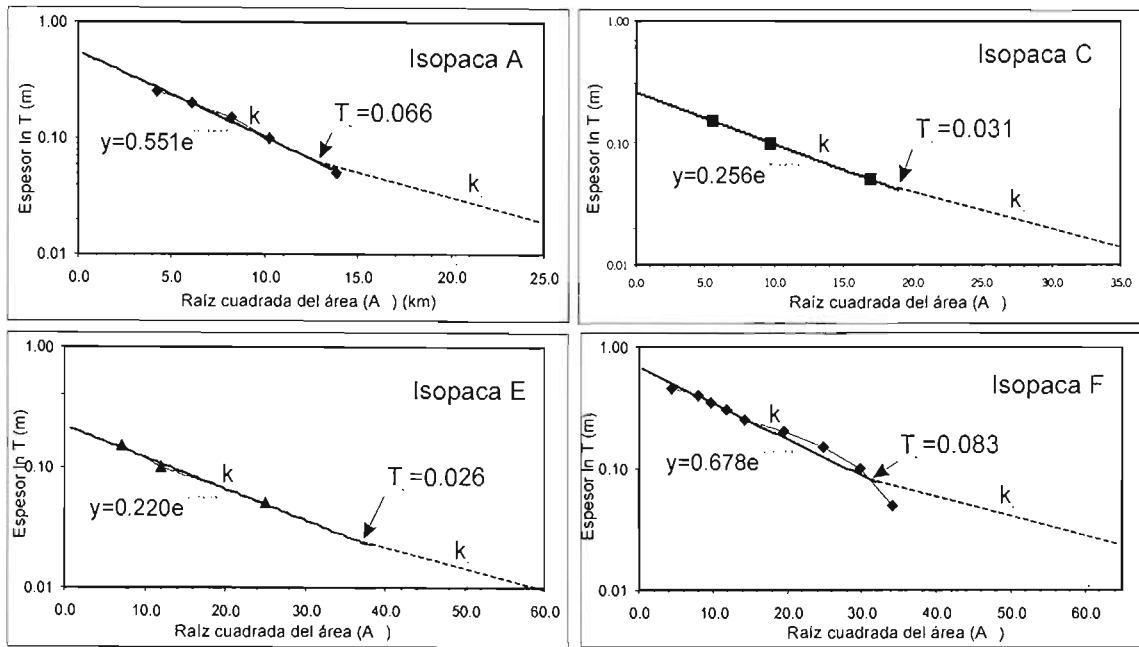 Isopaca A
Espesor ln T (m)
1.00
0.10
0.01
k
T =0.066
y=0.551e
k
0.0 5.0 10.0 15.0 20.0 25.0
Raíz cuadrada del área (A ) (km)
Isopaca C
Espesor ln T (m)
1.00
0.10
0.01
k
T =0.031
y=0.256e
k
0.0 5.0 10.0 15.0 20.0 25.0 30.0 35.0
Raíz cuadrada del área (A )
Isopaca E
Espesor ln T (m)
1.00
0.10
0.01
k
T =0.026
y=0.220e
k
0.0 10.0 20.0 30.0 40.0 50.0 60.0
Raíz cuadrada del área (A )
Isopaca F
Espesor ln T (m)
1.00
0.10
0.01
k
T =0.083
y=0.678e
k
0.0 10.0 20.0 30.0 40.0 50.0 60.0
Raíz cuadrada del área (A )